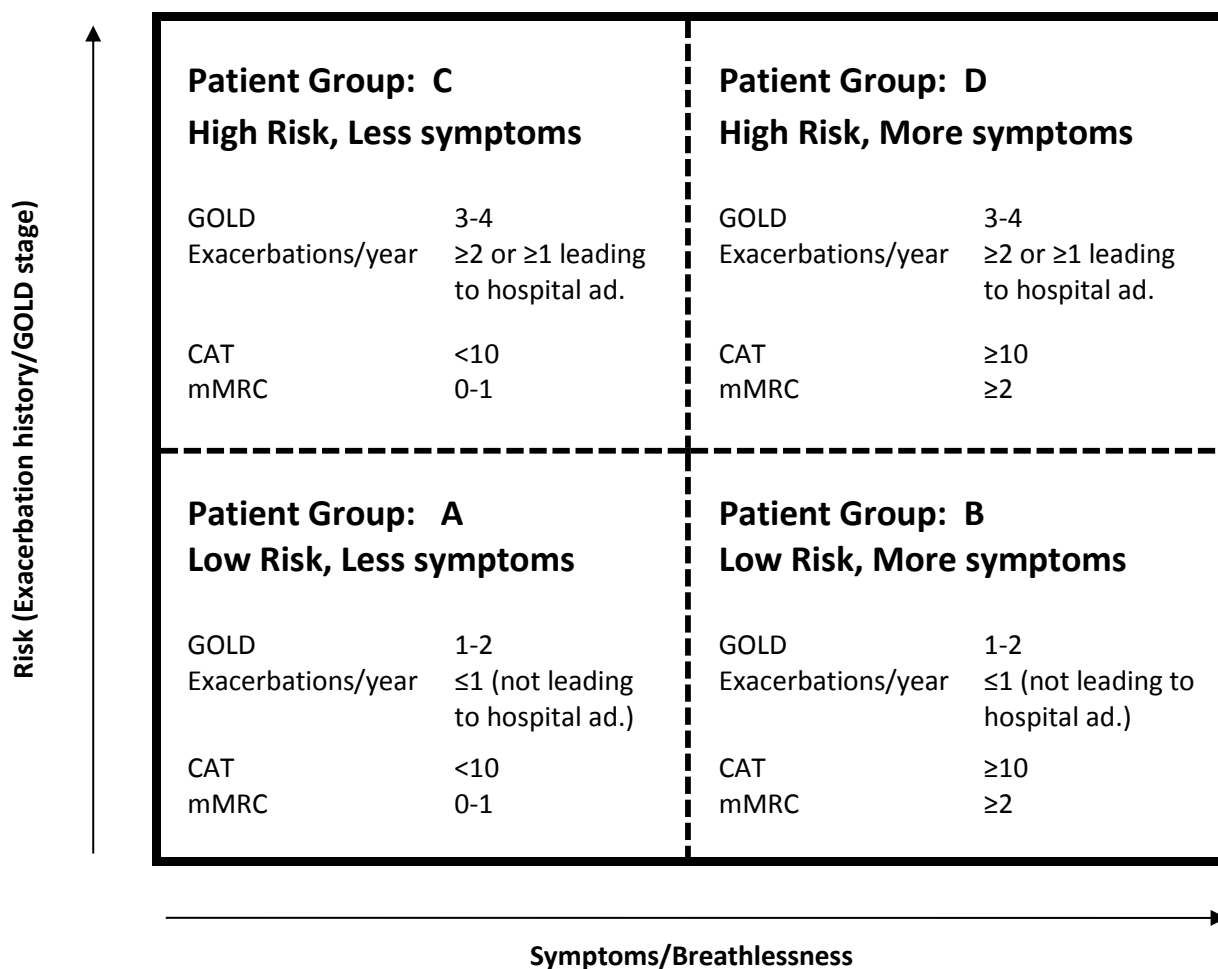 Risk (Exacerbation history/GOLD stage)
Patient Group:  C
High Risk, Less symptoms
GOLD 3-4
Exacerbations/year ≥2 or ≥1 leading
to hospital ad.
CAT <10
mMRC 0-1
Patient Group:  D
High Risk, More symptoms
GOLD 3-4
Exacerbations/year ≥2 or ≥1 leading
to hospital ad.
CAT ≥10
mMRC ≥2
Patient Group:   A
Low Risk, Less symptoms
GOLD 1-2
Exacerbations/year ≤1 (not leading
to hospital ad.)
CAT <10
mMRC 0-1
Patient Group:  B
Low Risk, More symptoms
GOLD 1-2
Exacerbations/year ≤1 (not leading to
hospital ad.)
CAT ≥10
mMRC ≥2
Symptoms/Breathlessness